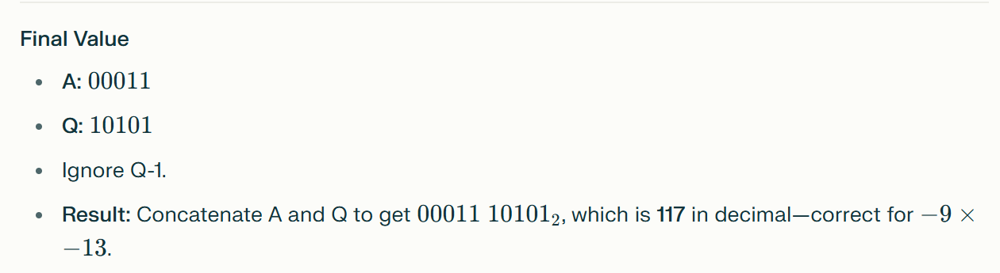 Final Value
• A: 00011
• Q: 10101
• Ignore Q-1.
• Result: Concatenate A and Q to get 00011 10101₂, which is 117 in decimal—correct for −9 ×
−13.